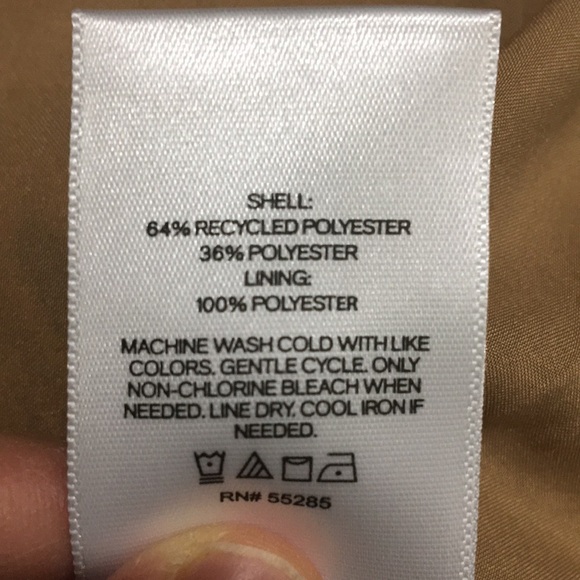 SHELL:
64% RECYCLED POLYESTER
36% POLYESTER
LINING:
100% POLYESTER
MACHINE WASH COLD WITH LIKE
COLORS. GENTLE CYCLE. ONLY
NON-CHLORINE BLEACH WHEN
NEEDED. LINE DRY. COOL IRON IF
NEEDED.
RN# 55285